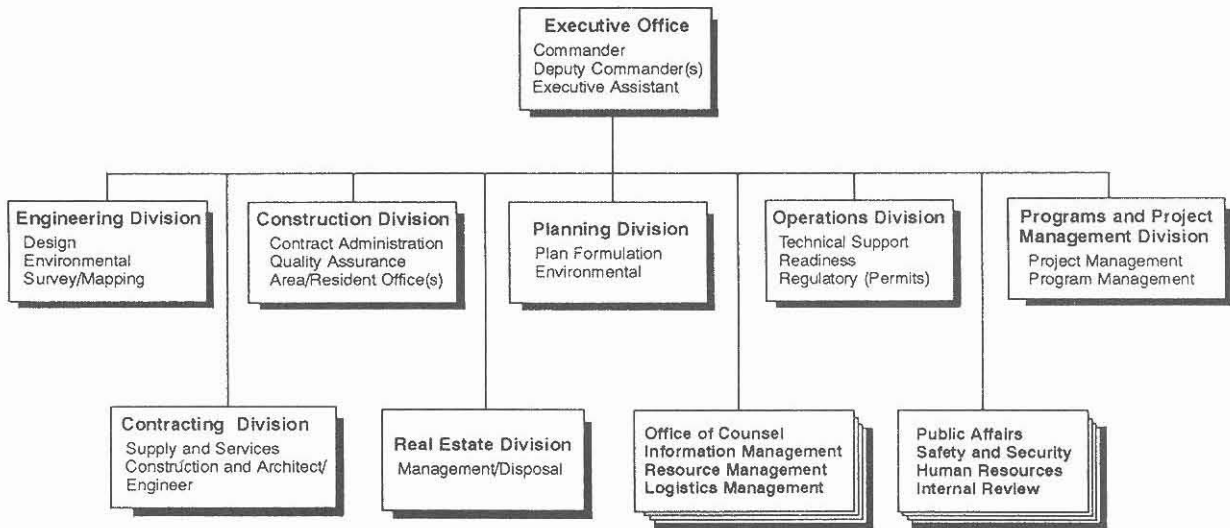 Executive Office
Commander
Deputy Commander(s)
Executive Assistant
Engineering Division
Design
Environmental
Survey/Mapping
Construction Division
Contract Administration
Quality Assurance
Area/Resident Office(s)
Planning Division
Plan Formulation
Environmental
Operations Division
Technical Support
Readiness
Regulatory (Permits)
Programs and Project
Management Division
Project Management
Program Management
Contracting Division
Supply and Services
Construction and Architect/
Engineer
Real Estate Division
Management/Disposal
Office of Counsel
Information Management
Resource Management
Logistics Management
Public Affairs
Safety and Security
Human Resources
Internal Review